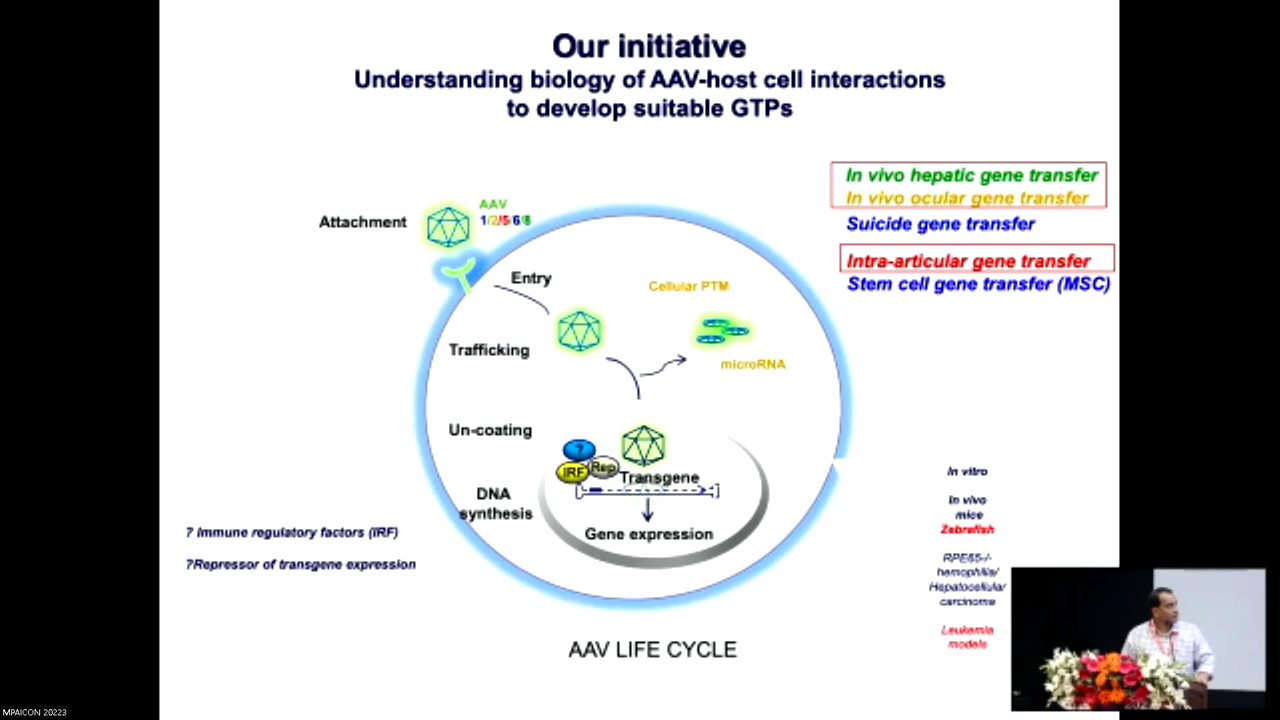 Our initiative
Understanding biology of AAV-host cell interactions
to develop suitable GTPs
In vivo hepatic gene transfer
In vivo ocular gene transfer
Suicide gene transfer
Intra-articular gene transfer
Stem cell gene transfer (MSC)
Attachment
AAV
1/2/5/6/8
Entry
Cellular PTM
Trafficking
microRNA
Un-coating
?
IRF
Rep
Transgene
DNA
synthesis
Gene expression
? Immune regulatory factors (IRF)
?Repressor of transgene expression
In vitro
In vivo
mice
Zebrafish
RPE65-/-
hemophilia/
Hepatocellular
carcinoma
Leukemia
models
AAV LIFE CYCLE
MPAICON 20223